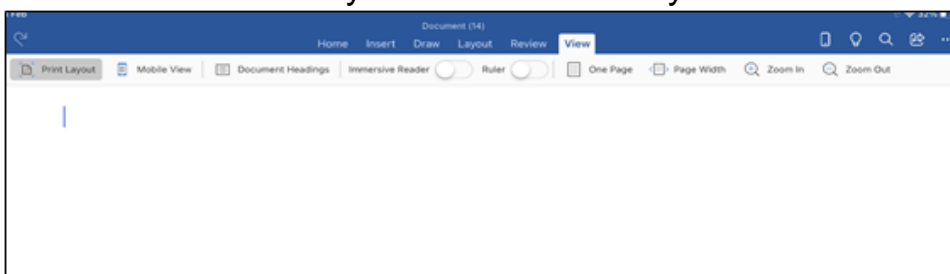 Document (14)
Home Insert Draw Layout Review View
Print Layout Mobile View Document Headings Immersive Reader Ruler One Page Page Width Zoom In Zoom Out